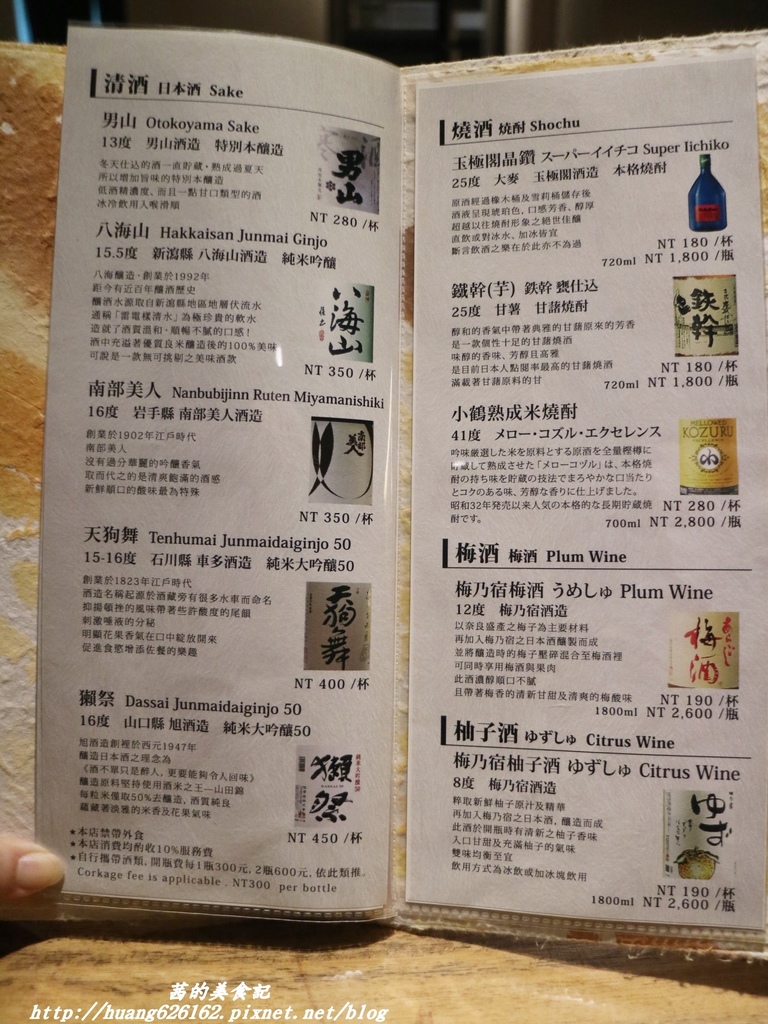 清酒 日本酒 Sake
男山 Otokoyama Sake
13度 男山酒造 特別本釀造
冬天仕込的酒一直貯藏、熟成過夏天
所以增加旨味的特別本釀造
低酒精濃度、而且一點甘口類型的酒
冰冷飲用入喉滑順
男山
NT 280 /杯
八海山 Hakkaisan Junmai Ginjo
15.5度 新瀉縣 八海山酒造 純米吟釀
八海釀造．創業於1992年
距今有近百年釀酒歷史
釀酒水源取自新瀉縣地區地層伏流水
通稱「雷電樣清水」為極珍貴的軟水
造就了酒質溫和．順暢不膩的口感！
酒中充溢著優質良米釀造後的100%美味
可說是一款無可挑剔之美味酒款
八海山
NT 350 /杯
南部美人 Nanbubijinn Ruten Miyamanishiki
16度 岩手縣 南部美人酒造
創業於1902年江戶時代
南部美人
沒有過分華麗的吟釀香氣
取而代之的是清爽飽滿的酒感
新鮮順口的酸味最為特殊
南部美人
NT 350 /杯
天狗舞 Tenhumai Junmaidaiginjo 50
15-16度 石川縣 車多酒造 純米大吟釀50
創業於1823年江戶時代
酒造名稱起源於酒藏旁有很多水車而命名
抑揚頓挫的風味帶著些許酸度的尾韻
刺激唾液的分秘
明顯花果香氣在口中綻放開來
促進食慾增添佐餐的樂趣
天狗舞
NT 400 /杯
獺祭 Dassai Junmaidaiginjo 50
16度 山口縣 旭酒造 純米大吟釀50
旭酒造創裡於西元1947年
釀造日本酒之理念為
《酒不單只是醉人，更要能夠令人回味》
釀造原料堅持使用酒米之王—山田錦
每粒米僅取50%去釀造，酒質純良
蘊藏著淡雅的米香及花果氣味
獺祭
NT 450 /杯
★本店禁帶外食
★本店消費均酌收10%服務費
★自行攜帶酒類，開瓶費每1瓶300元，2瓶600元，依此類推。
Corkage fee is applicable . NT300 per bottle
燒酒 焼酎 Shochu
玉極閣品鑽 スーパーイイチコ Super Iichiko
25度 大麥 玉極閣酒造 本格焼酎
原酒經過橡木桶及雪莉桶儲存後
酒液呈現琥珀色、口感芳香、醇厚
超越以往燒酎形象之絕世佳釀
直飲或對冰水、加冰皆宜
斷言飲酒之樂在於此亦不為過
NT 180 /杯
720ml NT 1,800 /瓶
鐵幹(芋) 鉄幹 甕仕込
25度 甘薯 甘藷燒酎
醇和的香氣中帶著典雅的甘藷原來的芳香
是一款個性十足的甘藷燒酒
味醇的香味、芳醇且高雅
是目前日本人點閱率最高的甘藷燒酒
滿載著甘藷原料的甘
鉄幹
NT 180 /杯
720ml NT 1,800 /瓶
小鶴熟成米燒酎
41度 メロー・コズル・エクセレンス
吟味厳選した米を原料とする原酒を全量樫樽に
貯蔵して熟成させた「メローコヅル」は、本格焼
酎の持ち味を貯蔵の技法でまろやかな口当たり
とコクのある味、芳醇な香りに仕上げました。
昭和32年発売以来人気の本格的な長期貯蔵焼
酎です。
MELLOWED
KOZURU
NT 280 /杯
700ml NT 2,800 /瓶
梅酒 梅酒 Plum Wine
梅乃宿梅酒 うめしゅ Plum Wine
12度 梅乃宿酒造
以奈良盛產之梅子為主要材料
再加入梅乃宿之日本酒釀製而成
並將釀造時的梅子壓碎混合至梅酒裡
可同時享用梅酒與果肉
此酒濃醇順口不膩
且帶著梅香的清新甘甜及清爽的梅酸味
あらごし
梅酒
NT 190 /杯
1800ml NT 2,600 /瓶
柚子酒 ゆずしゅ Citrus Wine
梅乃宿柚子酒 ゆずしゅ Citrus Wine
8度 梅乃宿酒造
粹取新鮮柚子原汁及精華
再加入梅乃宿之日本酒，釀造而成
此酒於開瓶時有清新之柚子香味
入口甘甜及充滿柚子的氣味
雙味均衡至宜
飲用方式為冰飲或加冰塊飲用
ゆず
NT 190 /杯
1800ml NT 2,600 /瓶
茜的美食記
http://huang626162.pixnet.net/blog